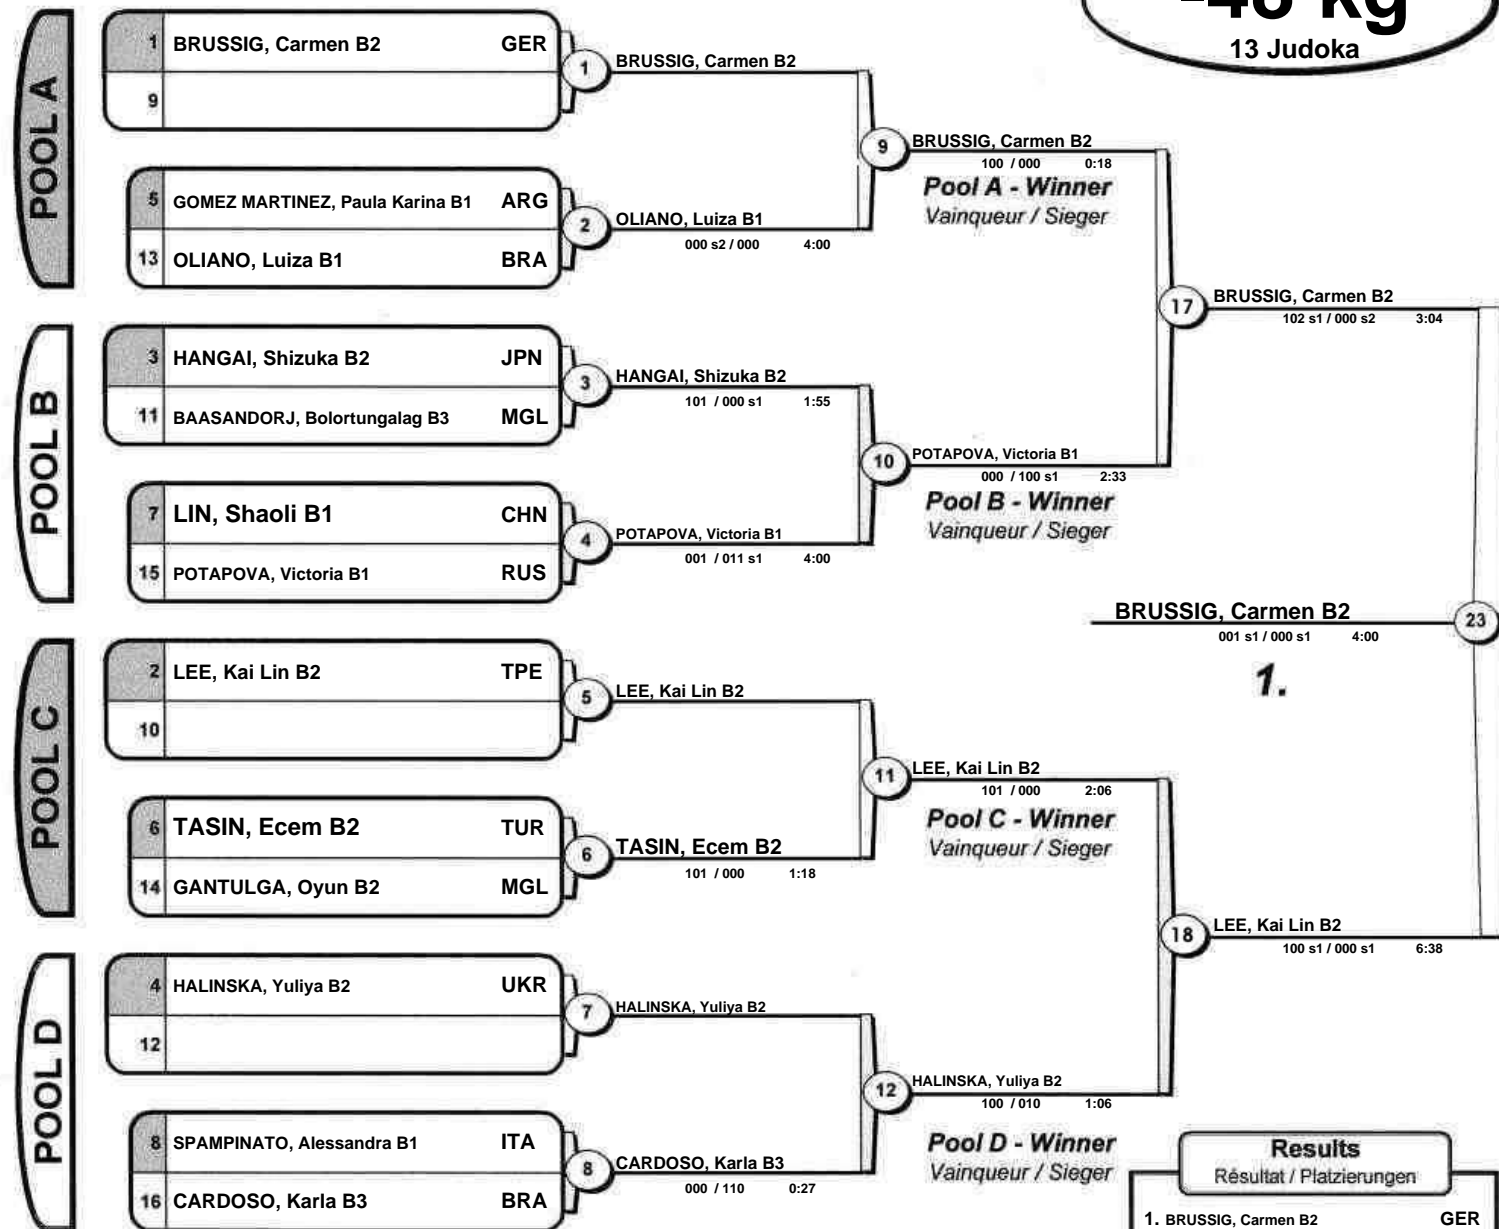 -48 kg
13 Judoka
POOL A
1 BRUSSIG, Carmen B2 GER
9
5 GOMEZ MARTINEZ, Paula Karina B1 ARG
13 OLIANO, Luiza B1 BRA
1 BRUSSIG, Carmen B2
2 OLIANO, Luiza B1
000 s2 / 000 4:00
9 BRUSSIG, Carmen B2
100 / 000 0:18
Pool A - Winner
Vainqueur / Sieger
POOL B
3 HANGAI, Shizuka B2 JPN
11 BAASANDORJ, Bolortungalag B3 MGL
7 LIN, Shaoli B1 CHN
15 POTAPOVA, Victoria B1 RUS
3 HANGAI, Shizuka B2
101 / 000 s1 1:55
4 POTAPOVA, Victoria B1
001 / 011 s1 4:00
10 POTAPOVA, Victoria B1
000 / 100 s1 2:33
Pool B - Winner
Vainqueur / Sieger
17 BRUSSIG, Carmen B2
102 s1 / 000 s2 3:04
BRUSSIG, Carmen B2 23
001 s1 / 000 s1 4:00
1.
POOL C
2 LEE, Kai Lin B2 TPE
10
6 TASIN, Ecem B2 TUR
14 GANTULGA, Oyun B2 MGL
5 LEE, Kai Lin B2
6 TASIN, Ecem B2
101 / 000 1:18
11 LEE, Kai Lin B2
101 / 000 2:06
Pool C - Winner
Vainqueur / Sieger
18 LEE, Kai Lin B2
100 s1 / 000 s1 6:38
POOL D
4 HALINSKA, Yuliya B2 UKR
12
8 SPAMPINATO, Alessandra B1 ITA
16 CARDOSO, Karla B3 BRA
7 HALINSKA, Yuliya B2
8 CARDOSO, Karla B3
000 / 110 0:27
12 HALINSKA, Yuliya B2
100 / 010 1:06
Pool D - Winner
Vainqueur / Sieger
Results
Résultat / Platzierungen
1. BRUSSIG, Carmen B2 GER